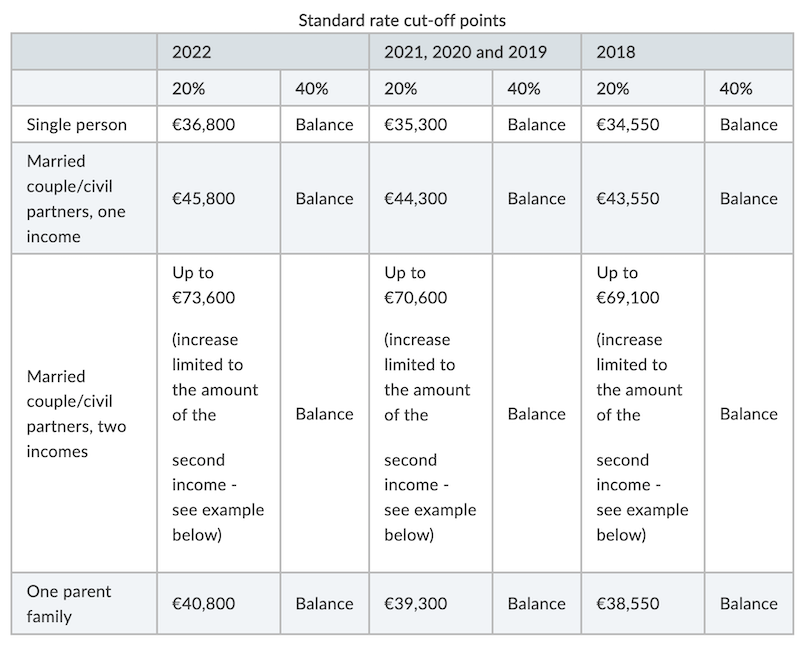 Standard rate cut-off points
2022 2021, 2020 and 2019 2018
20% 40% 20% 40% 20% 40%
Single person €36,800 Balance €35,300 Balance €34,550 Balance
Married
couple/civil
partners, one
income
€45,800 Balance €44,300 Balance €43,550 Balance
Married
couple/civil
partners, two
incomes
Up to
€73,600
(increase
limited to
the amount
of the
second
income -
see example
below)
Balance
Up to
€70,600
(increase
limited to
the amount
of the
second
income -
see example
below)
Balance
Up to
€69,100
(increase
limited to
the amount
of the
second
income -
see example
below)
Balance
One parent
family
€40,800 Balance €39,300 Balance €38,550 Balance